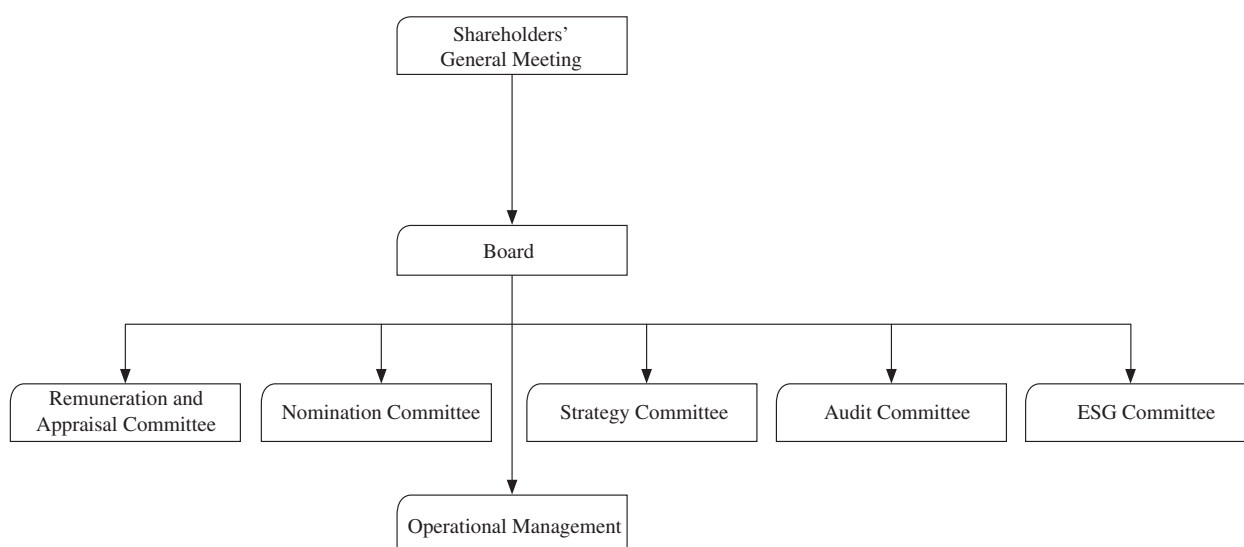 Shareholders’
General Meeting
Board
Remuneration and
Appraisal Committee
Nomination Committee
Strategy Committee
Audit Committee
ESG Committee
Operational Management